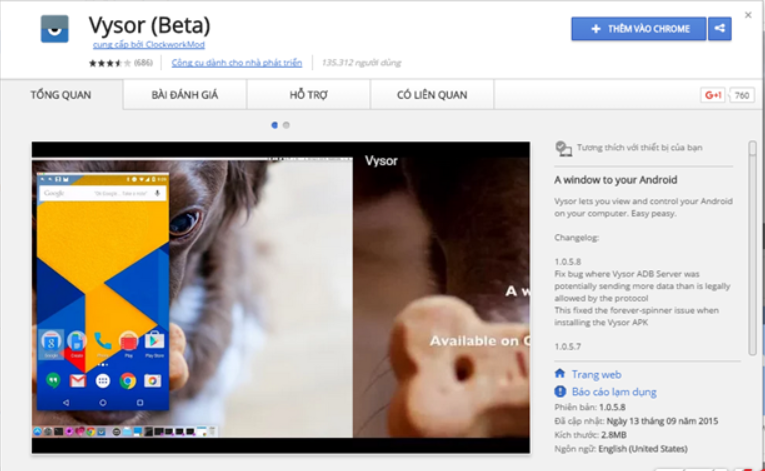 Vysor (Beta)
cung cấp bởi ClockworkMod
(686) Công cụ dành cho nhà phát triển 135.312 người dùng
THÊM VÀO CHROME
TỔNG QUAN BÀI ĐÁNH GIÁ HỖ TRỢ CÓ LIÊN QUAN
G+1 760
Vysor
Google
A w
Available on C
Tương thích với thiết bị của bạn
A window to your Android
Vysor lets you view and control your Android
on your computer. Easy peasy.
Changelog:
1.0.5.8
Fix bug where Vysor ADB Server was
potentially sending more data than is legally
allowed by the protocol
This fixed the forever-spinner issue when
installing the Vysor APK
1.0.5.7
Trang web
Báo cáo lạm dụng
Phiên bản: 1.0.5.8
Đã cập nhật: Ngày 13 tháng 09 năm 2015
Kích thước: 2.8MB
Ngôn ngữ: English (United States)